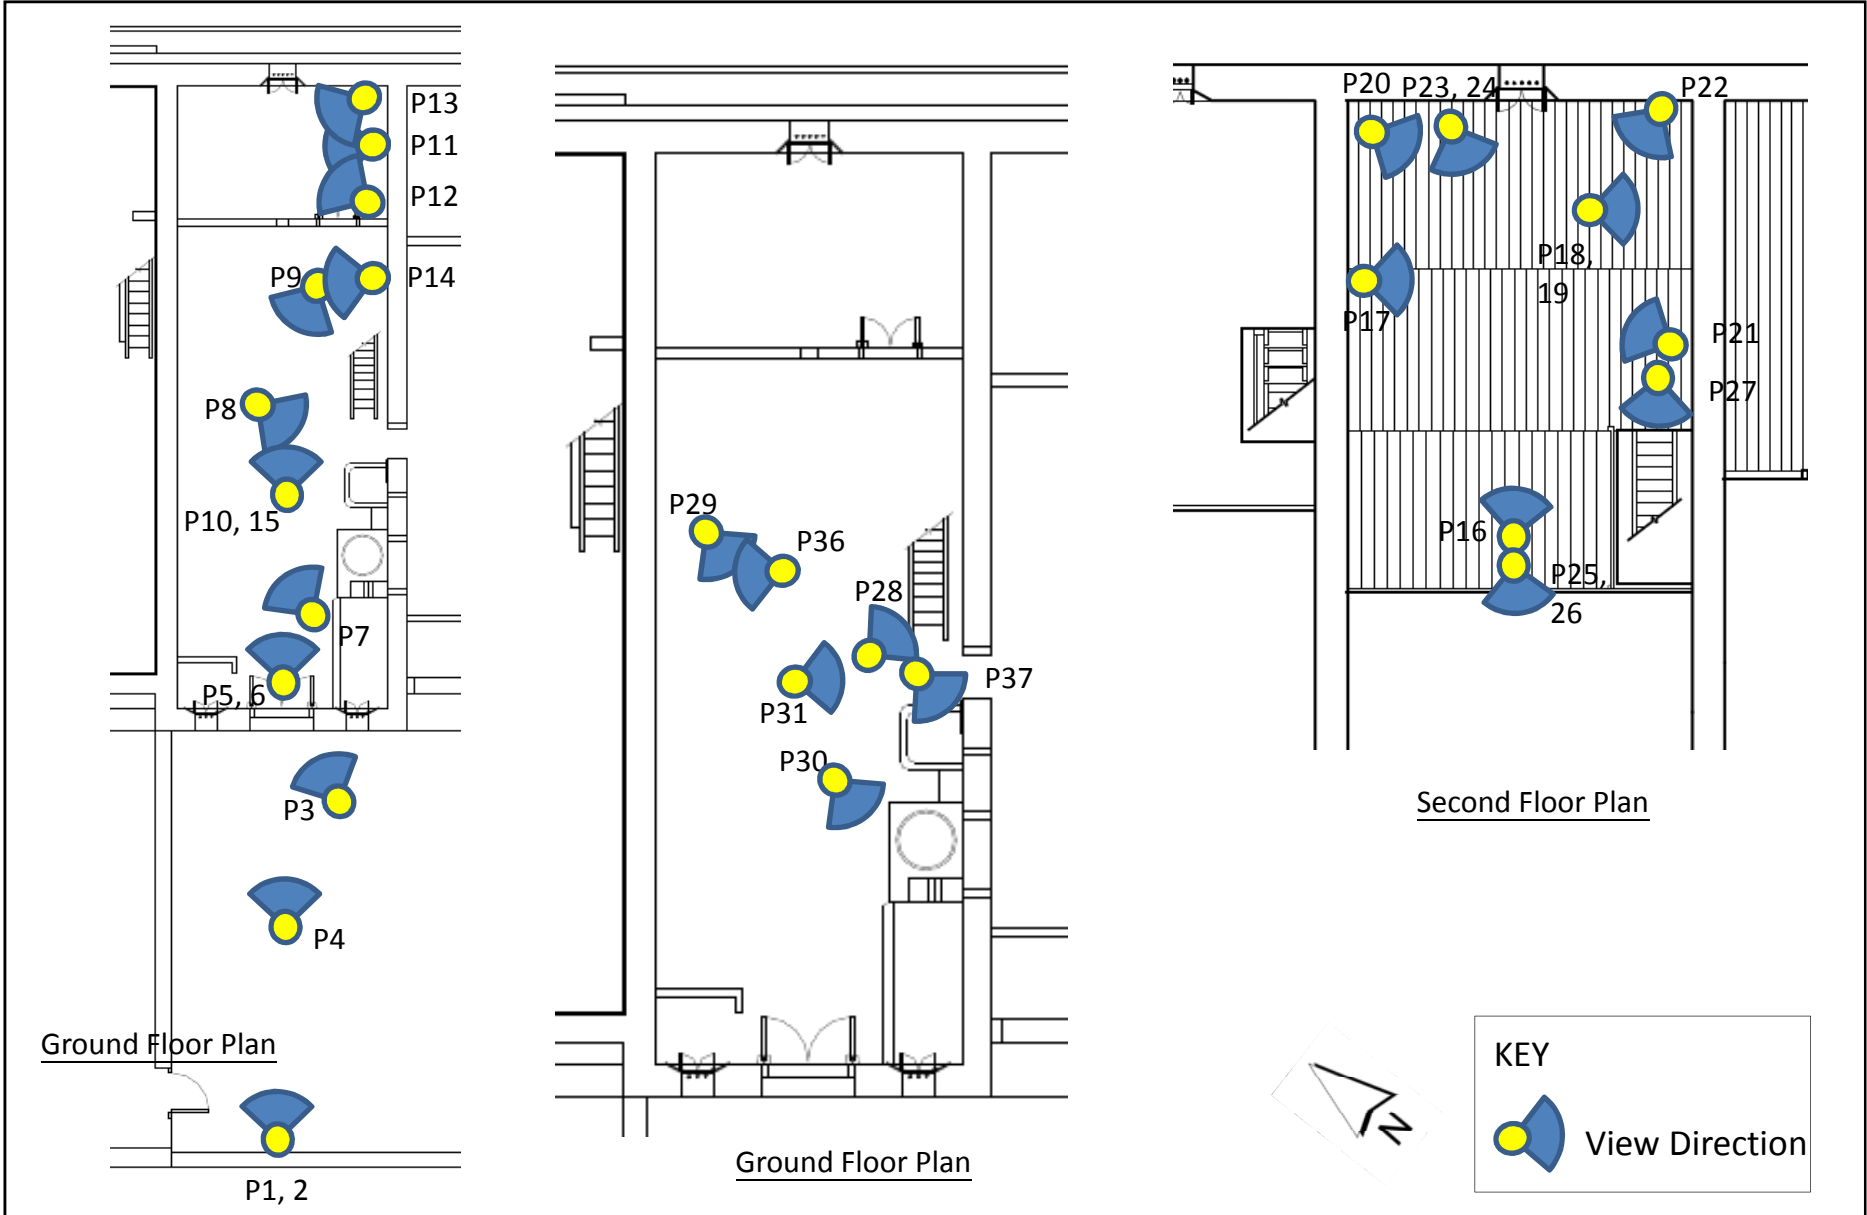 P13
P11
P12
P9
P14
P8
P10, 15
P7
P5, 6
P3
P4
Ground Floor Plan
P1, 2
P29
P36
P28
P37
P31
P30
Ground Floor Plan
P20
P23, 24
P22
P18,
19
P17
P21
P27
P16
P25,
26
Second Floor Plan
N
KEY
View Direction